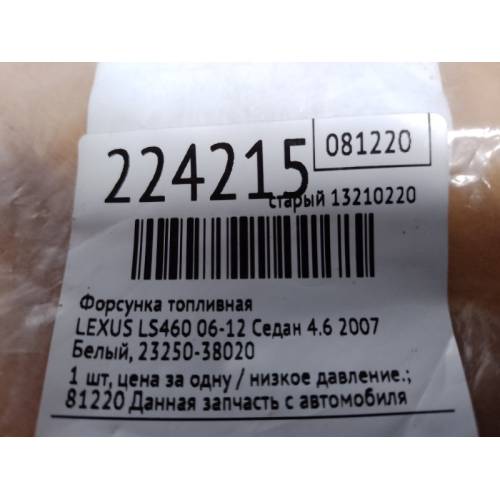 224215
081220
старый 13210220
Форсунка топливная
LEXUS LS460 06-12 Седан 4.6 2007
Белый, 23250-38020
1 шт, цена за одну / низкое давление.;
81220 Данная запчасть с автомобиля